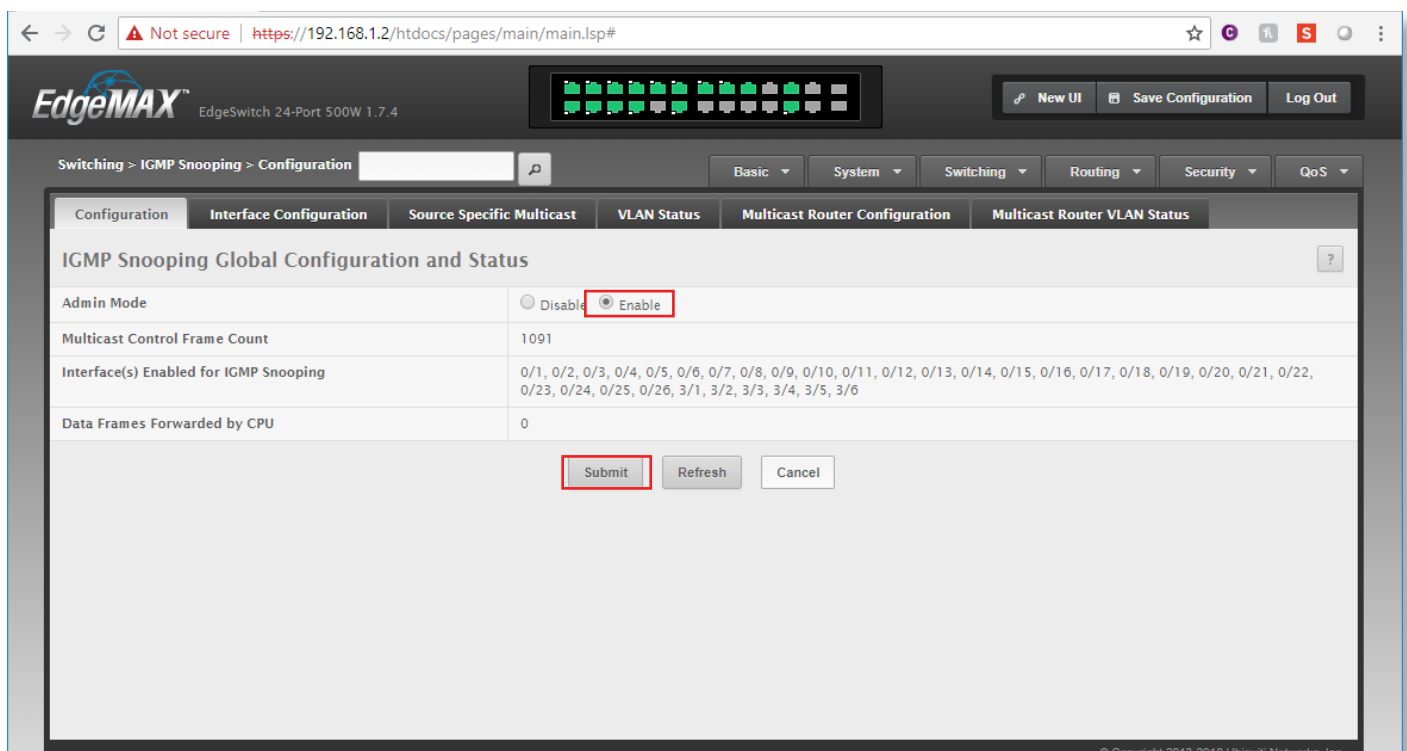 Not secure | https://192.168.1.2/htdocs/pages/main/main.lsp#
EdgeMAX™ EdgeSwitch 24-Port 500W 1.7.4
New UI Save Configuration Log Out
Switching > IGMP Snooping > Configuration
Basic System Switching Routing Security QoS
Configuration Interface Configuration Source Specific Multicast VLAN Status Multicast Router Configuration Multicast Router VLAN Status
IGMP Snooping Global Configuration and Status ?
Admin Mode Disable Enable
Multicast Control Frame Count 1091
Interface(s) Enabled for IGMP Snooping 0/1, 0/2, 0/3, 0/4, 0/5, 0/6, 0/7, 0/8, 0/9, 0/10, 0/11, 0/12, 0/13, 0/14, 0/15, 0/16, 0/17, 0/18, 0/19, 0/20, 0/21, 0/22,
0/23, 0/24, 0/25, 0/26, 3/1, 3/2, 3/3, 3/4, 3/5, 3/6
Data Frames Forwarded by CPU 0
Submit Refresh Cancel